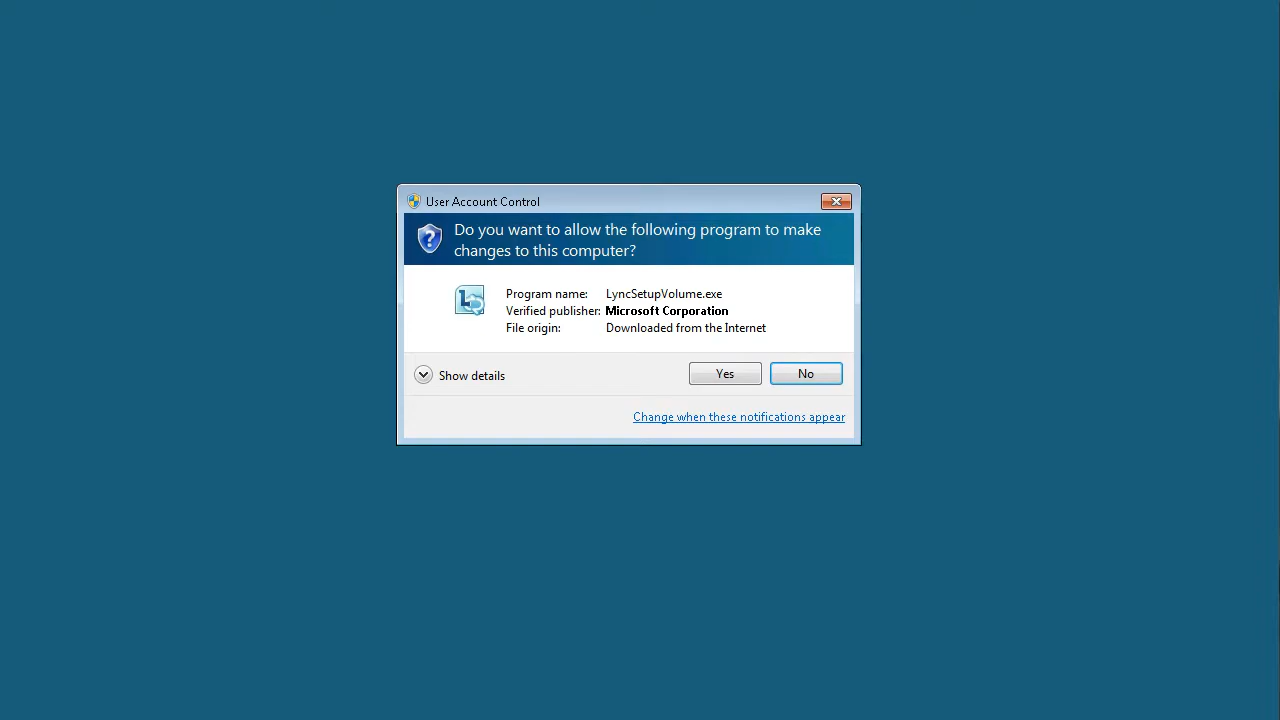 User Account Control
Do you want to allow the following program to make
changes to this computer?
Program name: LyncSetupVolume.exe
Verified publisher: Microsoft Corporation
File origin: Downloaded from the Internet
Show details
Yes
No
Change when these notifications appear